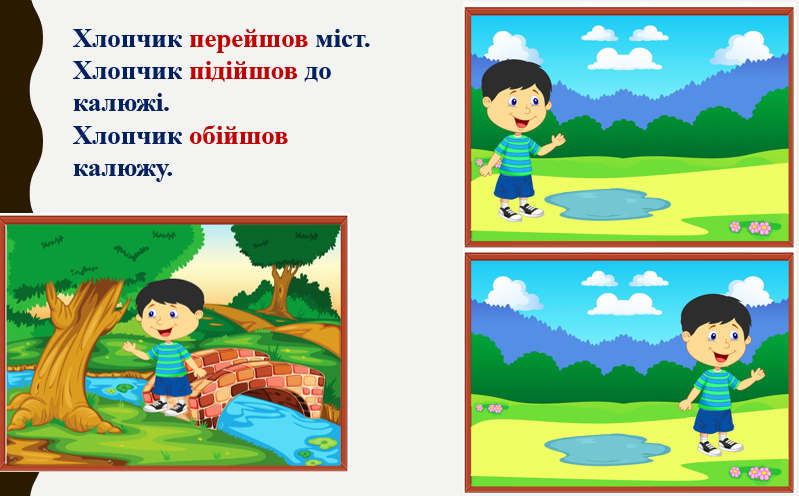 Хлопчик перейшов міст.
Хлопчик підійшов до
калюжі.
Хлопчик обійшов
калюжу.